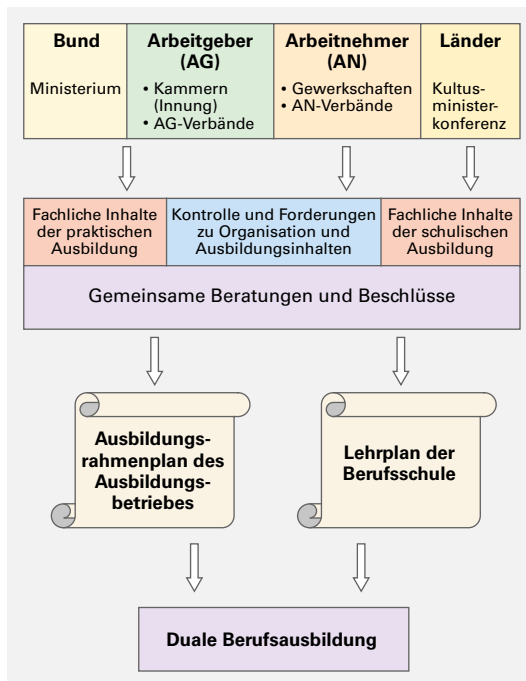 Bund
Ministerium
Arbeitgeber
(AG)
• Kammern
(Innung)
• AG-Verbände
Arbeitnehmer
(AN)
• Gewerkschaften
• AN-Verbände
Länder
Kultus-
minister-
konferenz
Fachliche Inhalte
der praktischen
Ausbildung
Kontrolle und Forderungen
zu Organisation und
Ausbildungsinhalten
Fachliche Inhalte
der schulischen
Ausbildung
Gemeinsame Beratungen und Beschlüsse
Ausbildungs-
rahmenplan des
Ausbildungs-
betriebes
Lehrplan der
Berufsschule
Duale Berufsausbildung